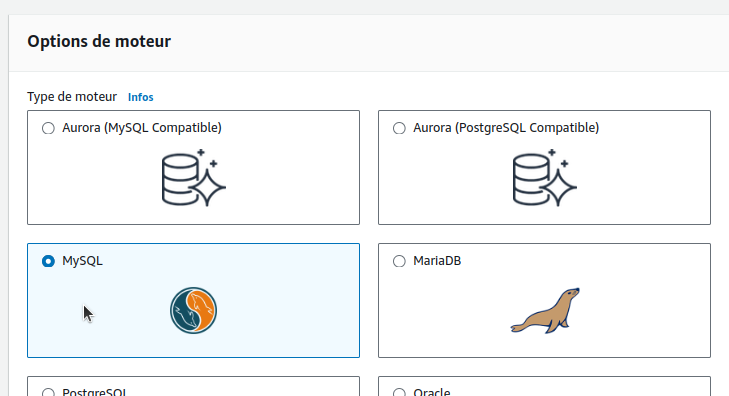 Options de moteur
Type de moteur Infos
Aurora (MySQL Compatible)
Aurora (PostgreSQL Compatible)
MySQL
MariaDB
PostgreSQL
Oracle